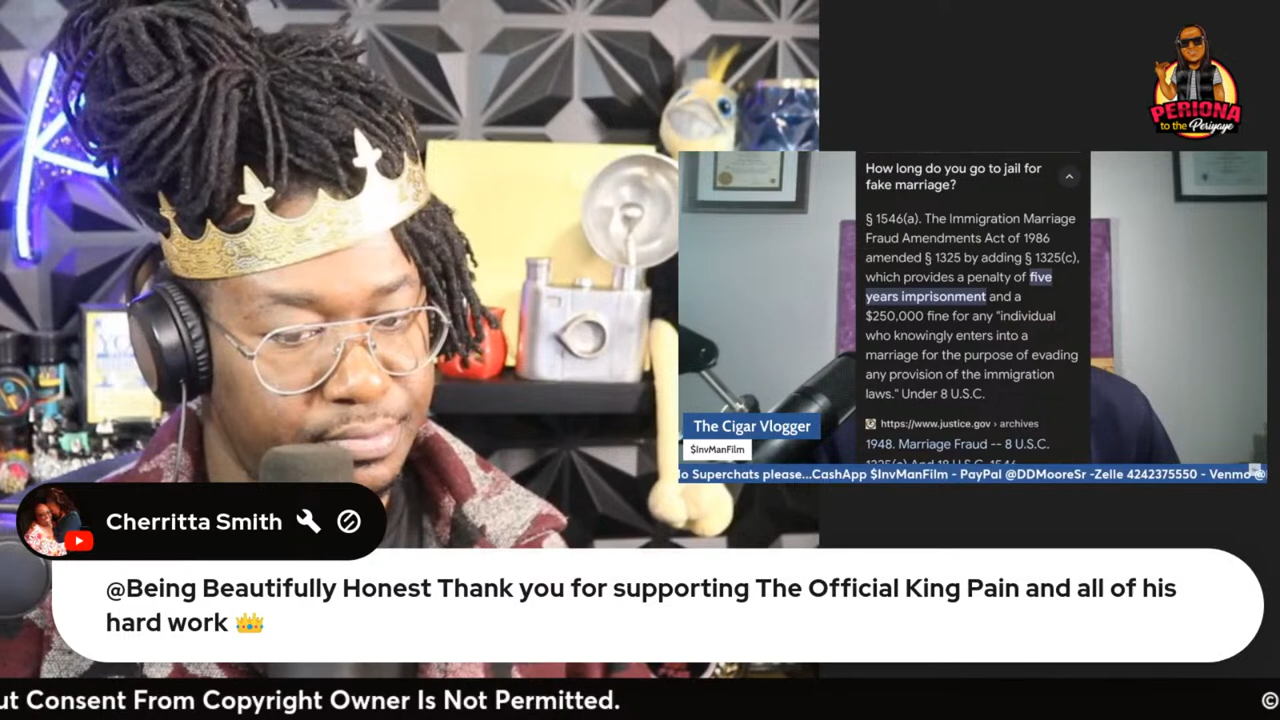 PERIONA
to the Periyaye
How long do you go to jail for
fake marriage?
§ 1546(a). The Immigration Marriage
Fraud Amendments Act of 1986
amended § 1325 by adding § 1325(c),
which provides a penalty of five
years imprisonment and a
$250,000 fine for any "individual
who knowingly enters into a
marriage for the purpose of evading
any provision of the immigration
laws." Under 8 U.S.C.
https://www.justice.gov › archives
1948. Marriage Fraud -- 8 U.S.C.
1325(c) And 18 U.S.C. 1546
The Cigar Vlogger
$InvManFilm
o Superchats please...CashApp $InvManFilm - PayPal @DDMooreSr -Zelle 4242375550 - Venmo @
Cherritta Smith
@Being Beautifully Honest Thank you for supporting The Official King Pain and all of his
hard work 👑
ut Consent From Copyright Owner Is Not Permitted.
©